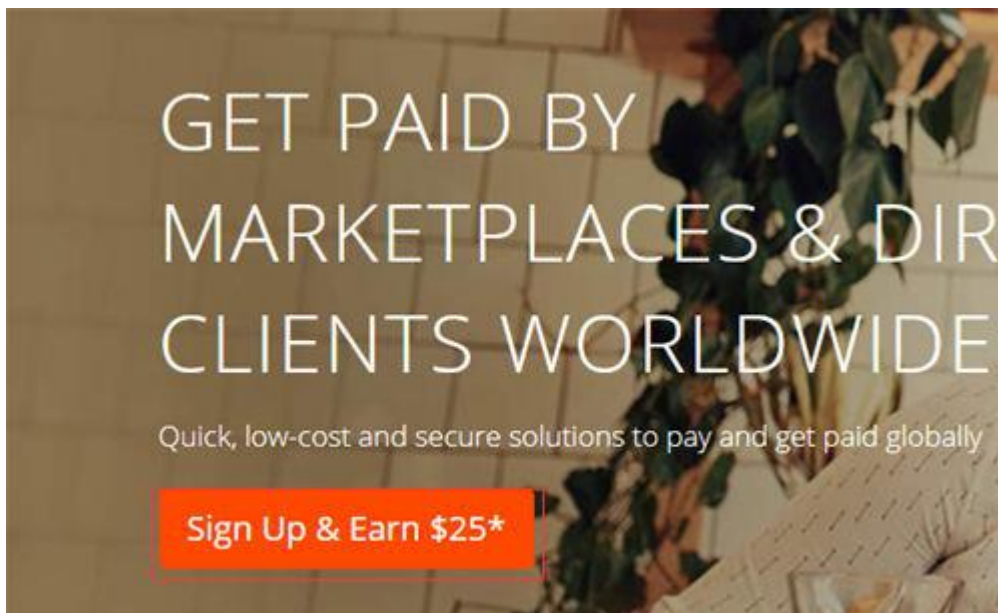 GET PAID BY
MARKETPLACES & DIR
CLIENTS WORLDWIDE
Quick, low-cost and secure solutions to pay and get paid globally
Sign Up & Earn $25*